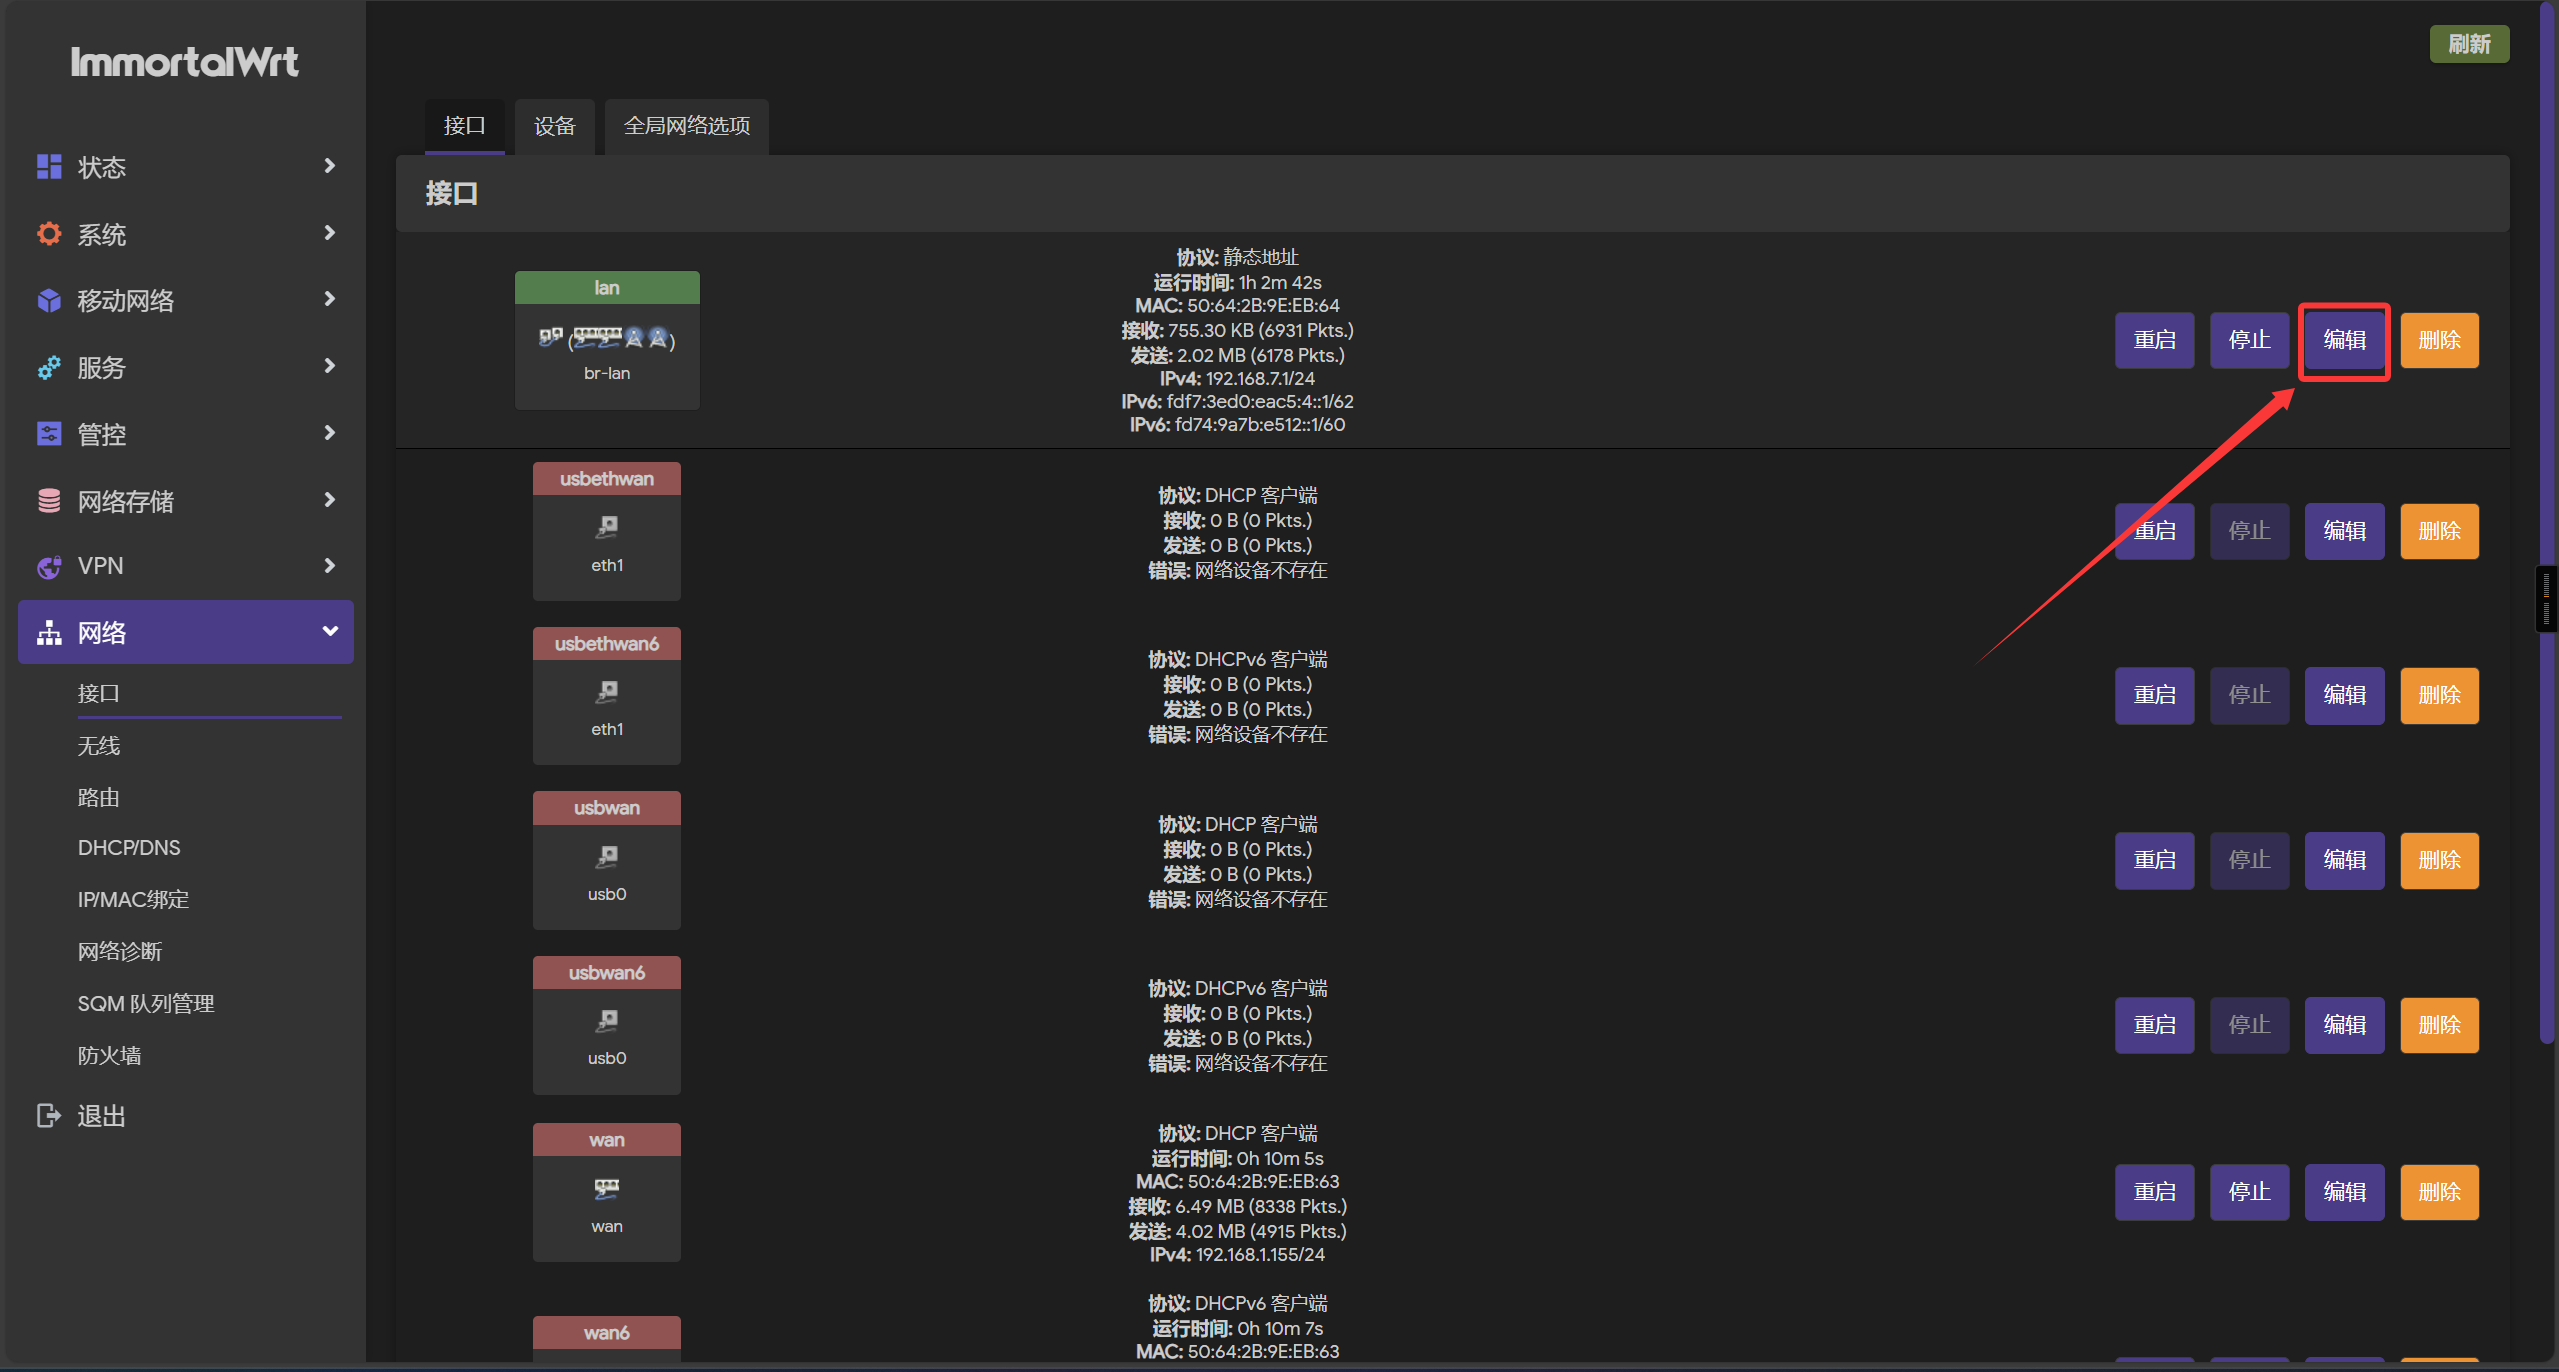 ImmortalWrt
状态
系统
移动网络
服务
管控
网络存储
VPN
网络
接口
无线
路由
DHCP/DNS
IP/MAC绑定
网络诊断
SQM 队列管理
防火墙
退出
刷新
接口
设备
全局网络选项
接口
lan
br-lan
协议: 静态地址
运行时间: 1h 2m 42s
MAC: 50:64:2B:9E:EB:64
接收: 755.30 KB (6931 Pkts.)
发送: 2.02 MB (6178 Pkts.)
IPv4: 192.168.7.1/24
IPv6: fdf7:3ed0:eac5:4::1/62
IPv6: fd74:9a7b:e512::1/60
重启
停止
编辑
删除
usbethwan
eth1
协议: DHCP 客户端
接收: 0 B (0 Pkts.)
发送: 0 B (0 Pkts.)
错误: 网络设备不存在
重启
停止
编辑
删除
usbethwan6
eth1
协议: DHCPv6 客户端
接收: 0 B (0 Pkts.)
发送: 0 B (0 Pkts.)
错误: 网络设备不存在
重启
停止
编辑
删除
usbwan
usb0
协议: DHCP 客户端
接收: 0 B (0 Pkts.)
发送: 0 B (0 Pkts.)
错误: 网络设备不存在
重启
停止
编辑
删除
usbwan6
usb0
协议: DHCPv6 客户端
接收: 0 B (0 Pkts.)
发送: 0 B (0 Pkts.)
错误: 网络设备不存在
重启
停止
编辑
删除
wan
wan
协议: DHCP 客户端
运行时间: 0h 10m 5s
MAC: 50:64:2B:9E:EB:63
接收: 6.49 MB (8338 Pkts.)
发送: 4.02 MB (4915 Pkts.)
IPv4: 192.168.1.155/24
重启
停止
编辑
删除
wan6
协议: DHCPv6 客户端
运行时间: 0h 10m 7s
MAC: 50:64:2B:9E:EB:63